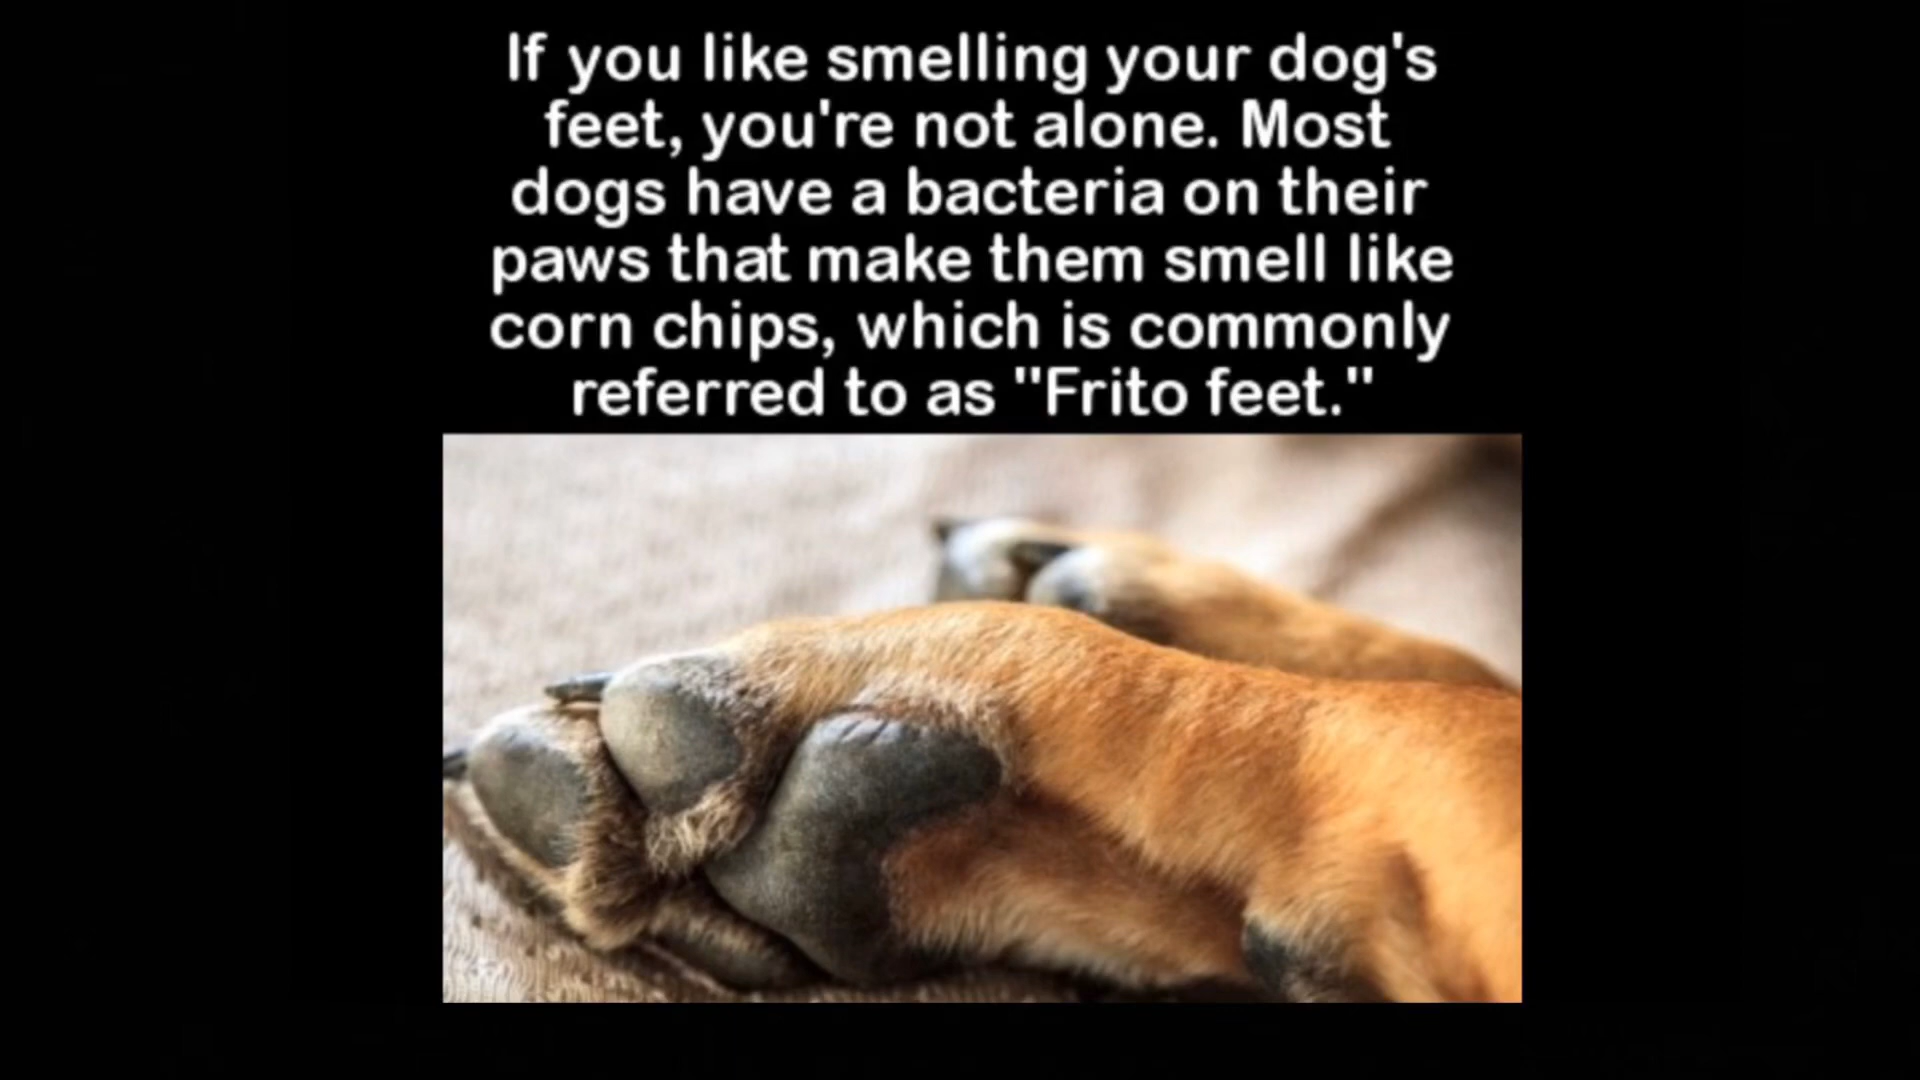 If you like smelling your dog's
feet, you're not alone. Most
dogs have a bacteria on their
paws that make them smell like
corn chips, which is commonly
referred to as "Frito feet."